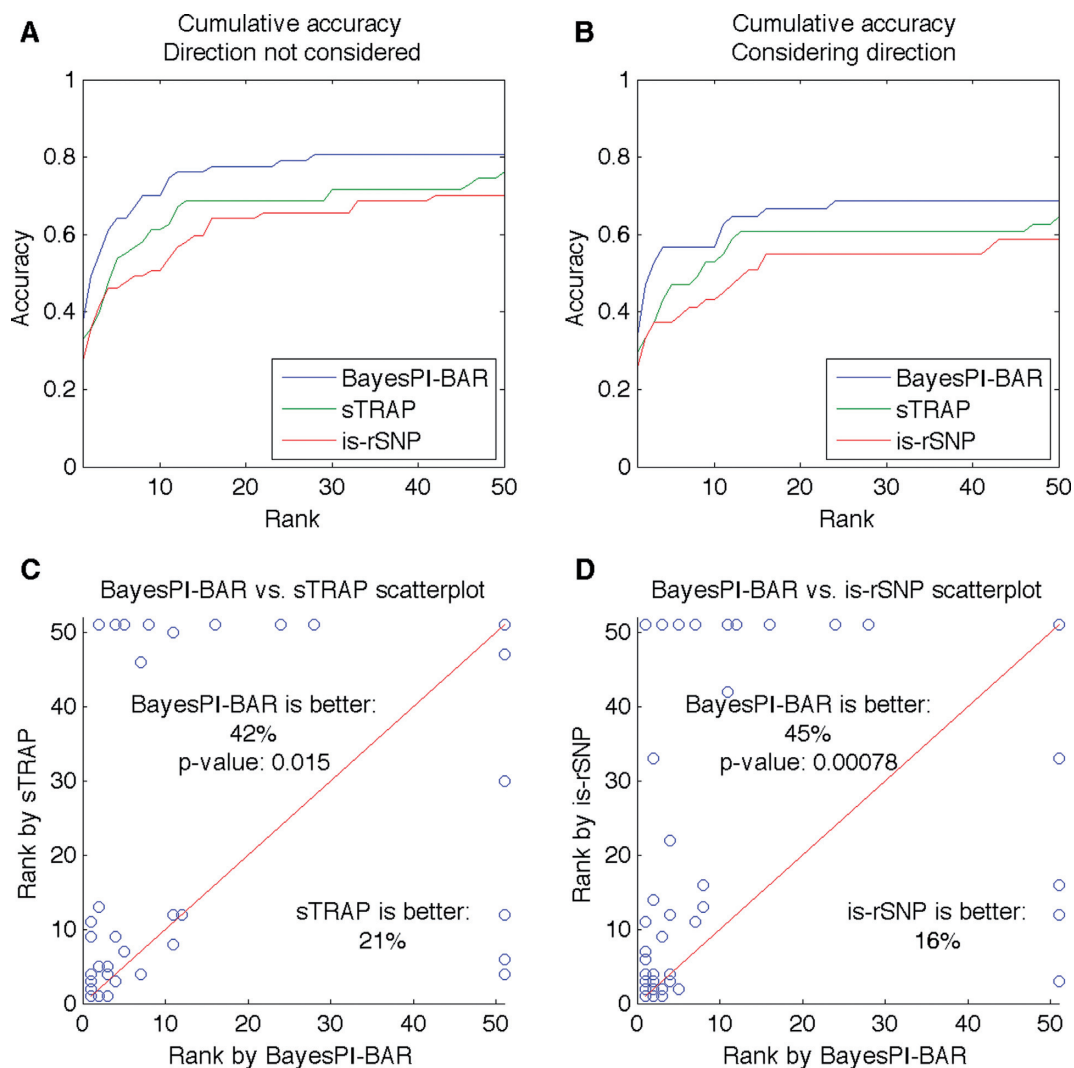 A
Cumulative accuracy
Direction not considered
1
0.8
0.6
0.4
0.2
0
Accuracy
BayesPI-BAR
sTRAP
is-rSNP
10
20
30
40
50
Rank
B
Cumulative accuracy
Considering direction
1
0.8
0.6
0.4
0.2
0
Accuracy
BayesPI-BAR
sTRAP
is-rSNP
10
20
30
40
50
Rank
C
BayesPI-BAR vs. sTRAP scatterplot
50
40
30
20
10
0
Rank by sTRAP
BayesPI-BAR is better:
42%
p-value: 0.015
sTRAP is better:
21%
0
10
20
30
40
50
Rank by BayesPI-BAR
D
BayesPI-BAR vs. is-rSNP scatterplot
50
40
30
20
10
0
Rank by is-rSNP
BayesPI-BAR is better:
45%
p-value: 0.00078
is-rSNP is better:
16%
0
10
20
30
40
50
Rank by BayesPI-BAR